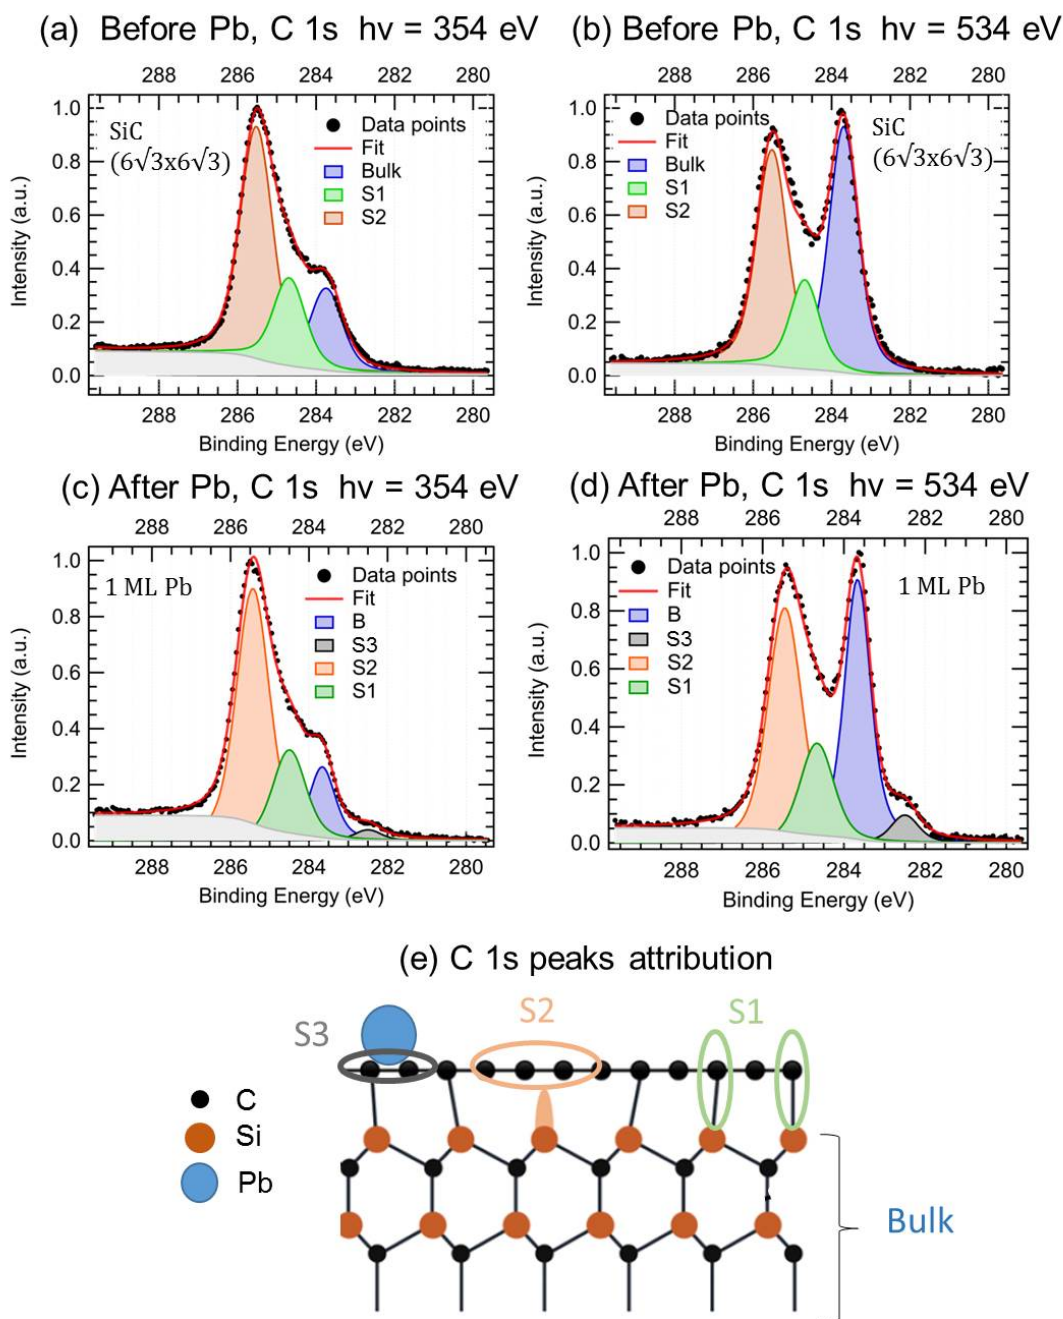 (a) Before Pb, C 1s hν = 354 eV
288 286 284 282 280
1.0
0.8
0.6
0.4
0.2
0.0
Intensity (a.u.)
SiC
(6√3x6√3)
Data points
Fit
Bulk
S1
S2
288 286 284 282 280
Binding Energy (eV)
(b) Before Pb, C 1s hν = 534 eV
288 286 284 282 280
1.0
0.8
0.6
0.4
0.2
0.0
Intensity (a.u.)
Data points
Fit
Bulk
S1
S2
SiC
(6√3x6√3)
288 286 284 282 280
Binding Energy (eV)
(c) After Pb, C 1s hν = 354 eV
288 286 284 282 280
1.0
0.8
0.6
0.4
0.2
0.0
Intensity (a.u.)
1 ML Pb
Data points
Fit
B
S3
S2
S1
288 286 284 282 280
Binding Energy (eV)
(d) After Pb, C 1s hν = 534 eV
288 286 284 282 280
1.0
0.8
0.6
0.4
0.2
0.0
Intensity (a.u.)
Data points
Fit
B
S3
S2
S1
1 ML Pb
288 286 284 282 280
Binding Energy (eV)
(e) C 1s peaks attribution
S3
S2
S1
C
Si
Pb
Bulk